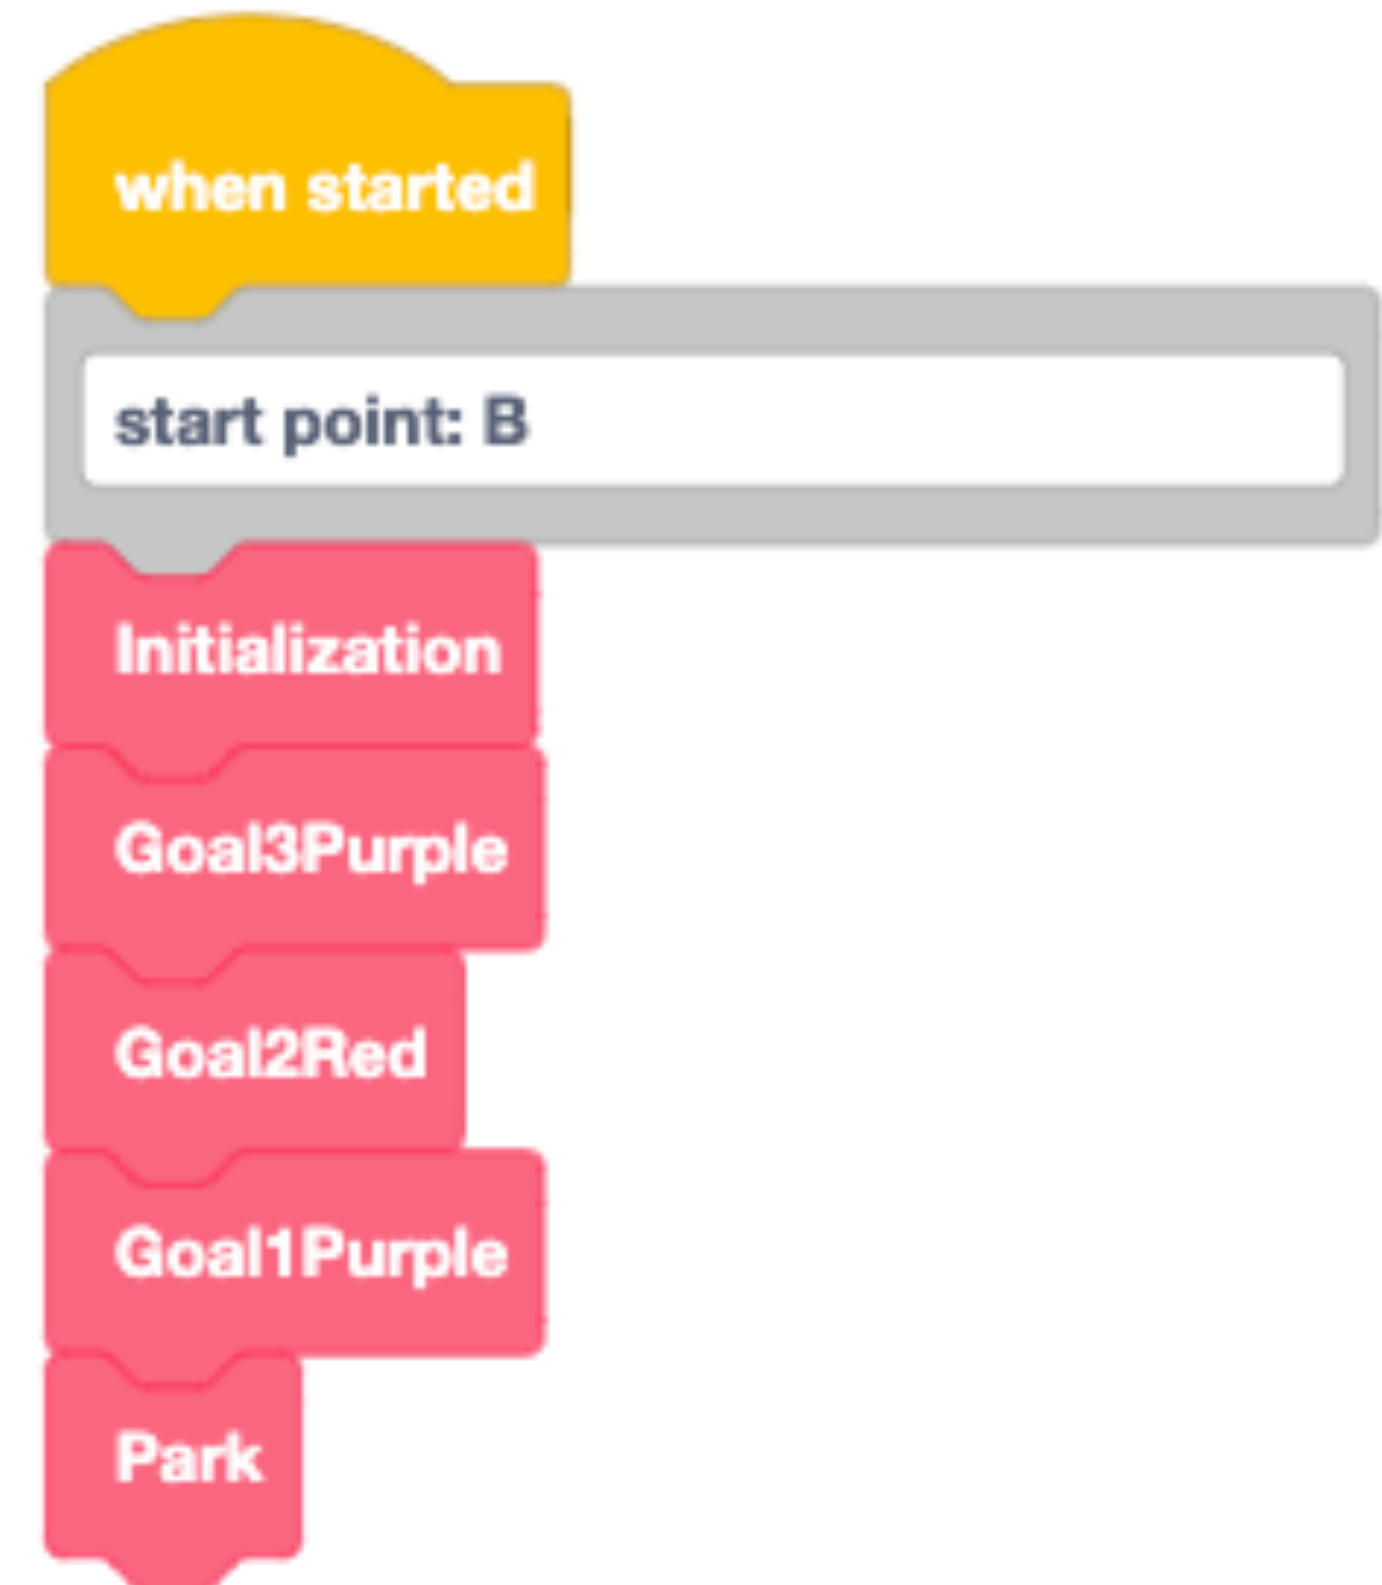 when started
start point: B
Initialization
Goal3Purple
Goal2Red
Goal1Purple
Park